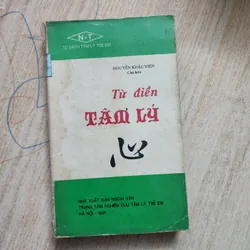 N-T
TỦ SÁCH TÂM LÝ TRẺ EM
NGUYỄN KHẮC VIỆN
Chủ biên
Từ điển
TÂM LÝ
心
NHÀ XUẤT BẢN NGOẠI VĂN
TRUNG TÂM NGHIÊN CỨU TÂM LÝ TRẺ EM
HÀ NỘI - 1991